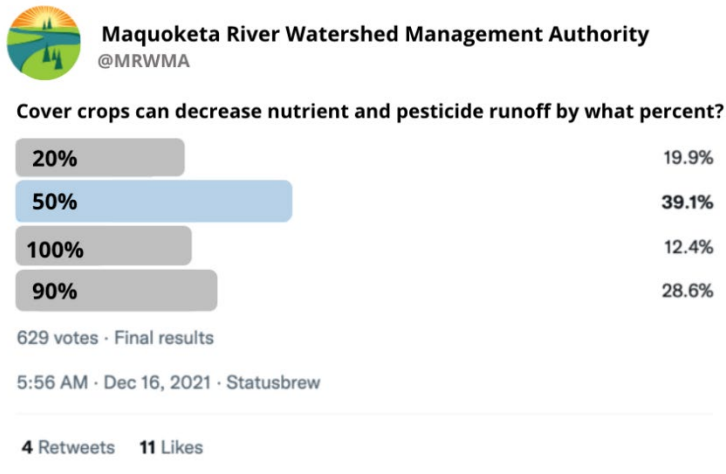 Maquoketa River Watershed Management Authority
@MRWMA
Cover crops can decrease nutrient and pesticide runoff by what percent?
20% 19.9%
50% 39.1%
100% 12.4%
90% 28.6%
629 votes · Final results
5:56 AM · Dec 16, 2021 · Statusbrew
4 Retweets 11 Likes